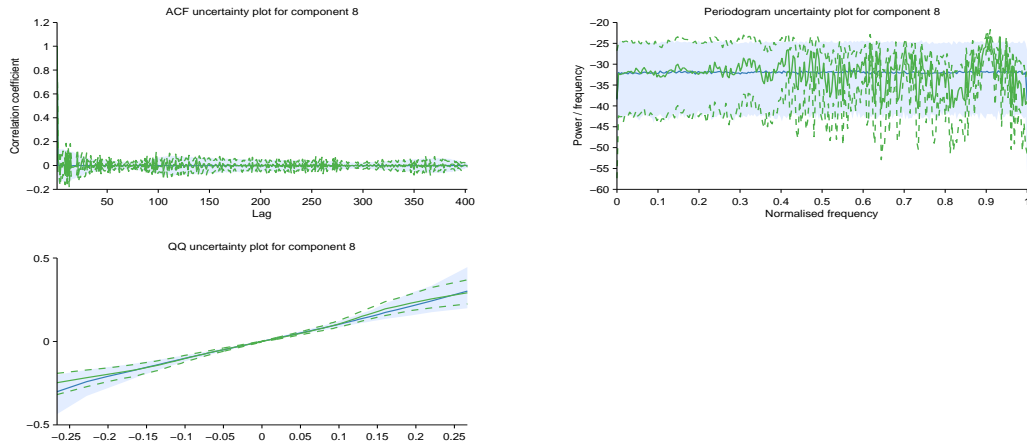 ACF uncertainty plot for component 8
Correlation coefficient
1.2
1
0.8
0.6
0.4
0.2
0
−0.2
50 100 150 200 250 300 350 400
Lag
Periodogram uncertainty plot for component 8
Power / frequency
−20
−25
−30
−35
−40
−45
−50
−55
−60
0 0.1 0.2 0.3 0.4 0.5 0.6 0.7 0.8 0.9 1
Normalised frequency
QQ uncertainty plot for component 8
0.5
0
−0.5
−0.25 −0.2 −0.15 −0.1 −0.05 0 0.05 0.1 0.15 0.2 0.25